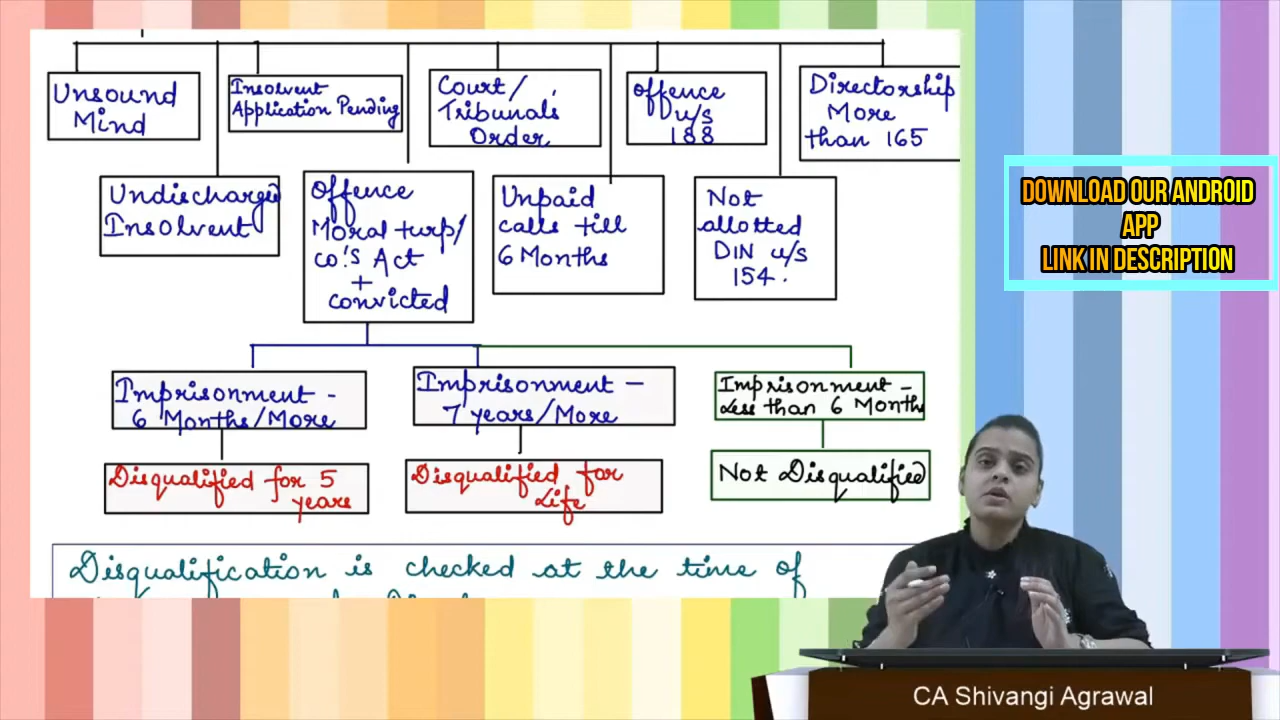 Unsound
Mind
Insolvent
Application Pending
Court/
Tribunal's
Order
offence
u/s
188
Directorship
More
than 165
Undischarged
Insolvent
Offence
Moral turp/
co.'s Act
+
convicted
Unpaid
calls till
6 Months
Not
allotted
DIN u/s
154.
Imprisonment -
6 Months/More
Imprisonment -
7 years/More
Imprisonment -
Less than 6 Months
Disqualified for 5
years
Disqualified for
Life
Not Disqualified
Disqualification is checked at the time of
DOWNLOAD OUR ANDROID
APP
LINK IN DESCRIPTION
CA Shivangi Agrawal